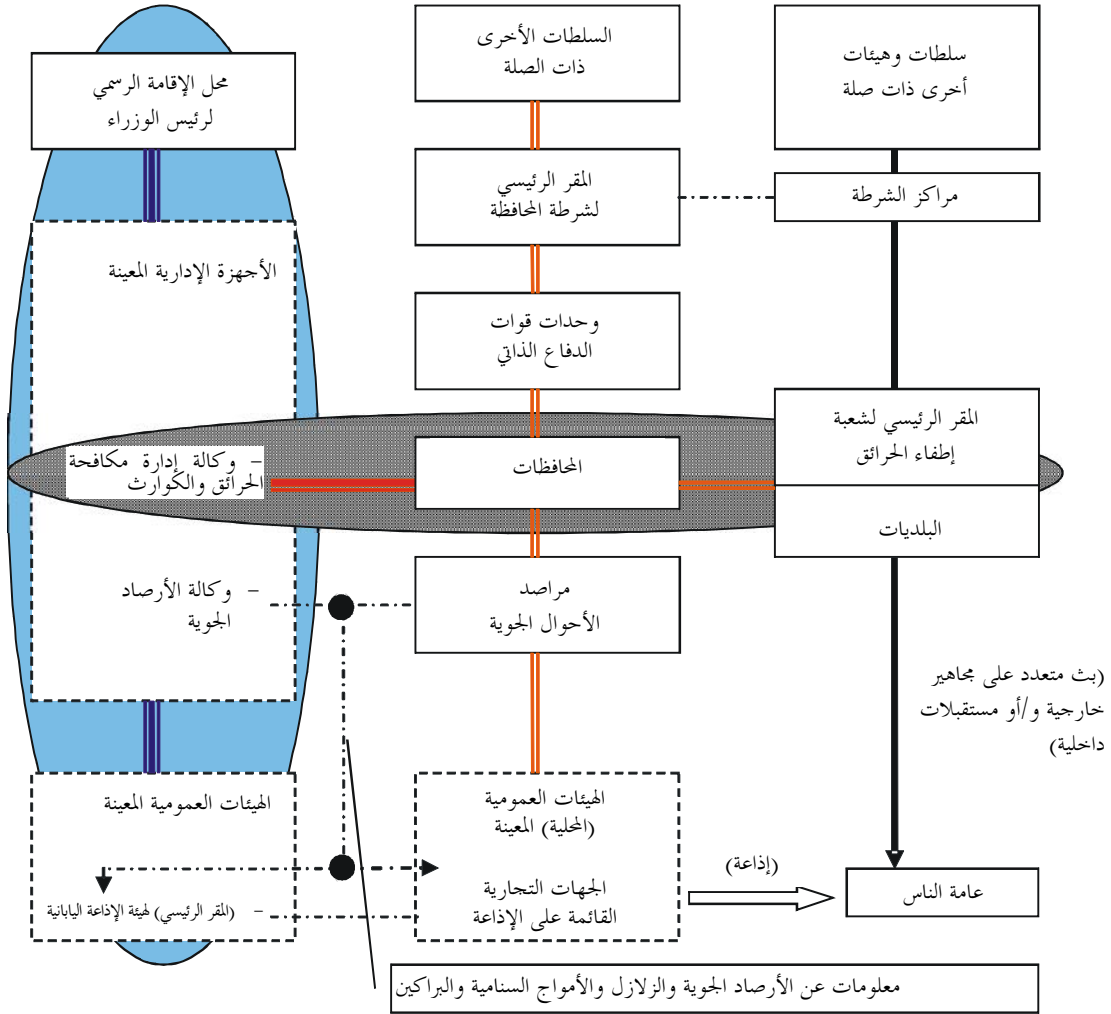 السلطات الأخرى
ذات الصلة
سلطات وهيئات
أخرى ذات صلة
محل الإقامة الرسمي
لرئيس الوزراء
المقر الرئيسي
لشرطة المحافظة
مراكز الشرطة
الأجهزة الإدارية المعينة
وحدات قوات
الدفاع الذاتي
المقر الرئيسي لشعبة
إطفاء الحرائق
المحافظات
– وكالة إدارة مكافحة
الحرائق والكوارث
البلديات
مراصد
الأحوال الجوية
– وكالة الأرصاد
الجوية
(بث متعدد على مجاهير
خارجية و/أو مستقبلات
داخلية)
الهيئات العمومية
(المحلية) المعينة
الهيئات العمومية المعينة
الجهات التجارية
القائمة على الإذاعة
(إذاعة)
عامة الناس
– (المقر الرئيسي) لهيئة الإذاعة اليابانية
معلومات عن الأرصاد الجوية والزلازل والأمواج السنامية والبراكين